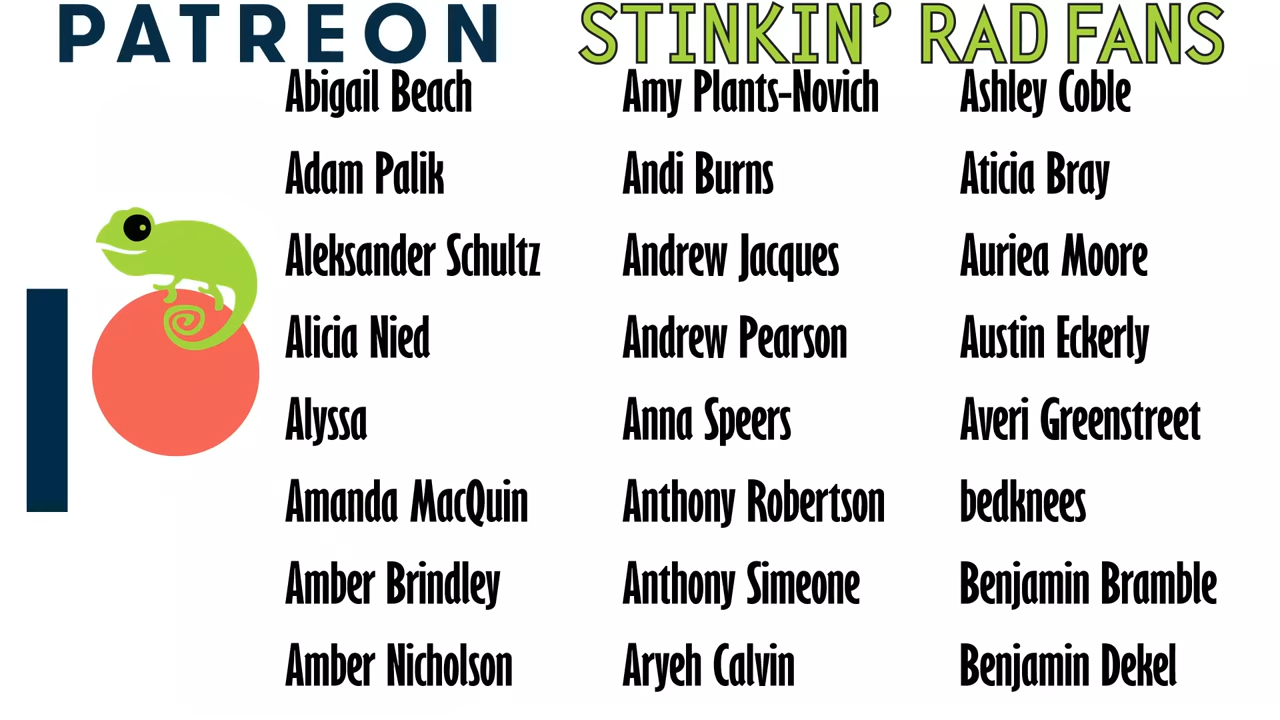 PATREON STINKIN' RAD FANS
Abigail Beach
Adam Palik
Aleksander Schultz
Alicia Nied
Alyssa
Amanda MacQuin
Amber Brindley
Amber Nicholson
Amy Plants-Novich
Andi Burns
Andrew Jacques
Andrew Pearson
Anna Speers
Anthony Robertson
Anthony Simeone
Aryeh Calvin
Ashley Coble
Aticia Bray
Auriea Moore
Austin Eckerly
Averi Greenstreet
bedknees
Benjamin Bramble
Benjamin Dekel